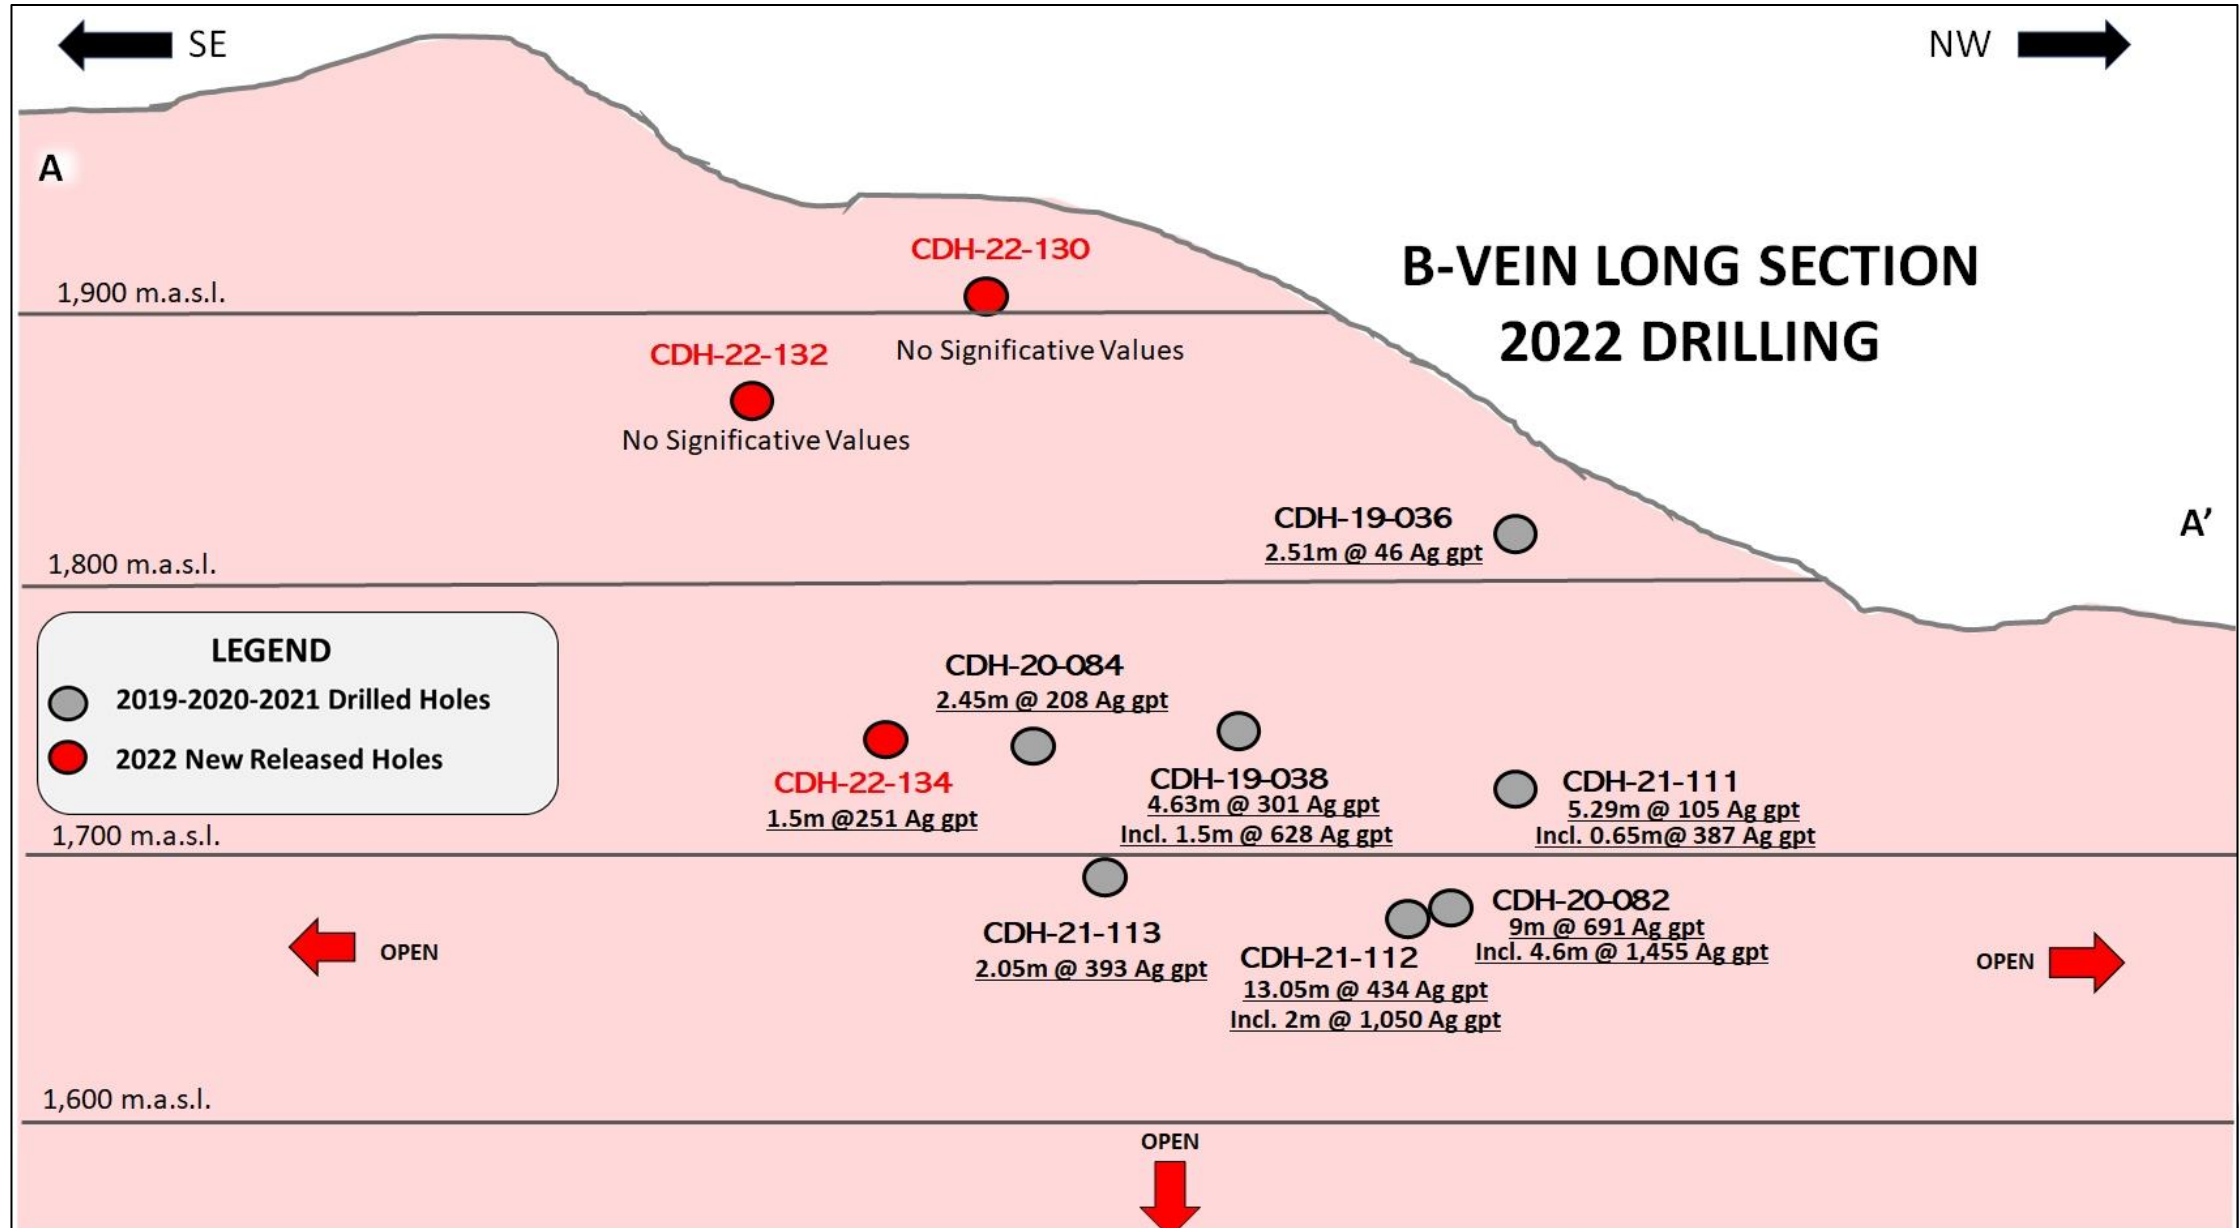 SE
NW
A
CDH-22-130
B-VEIN LONG SECTION
2022 DRILLING
1,900 m.a.s.l.
CDH-22-132
No Significative Values
No Significative Values
CDH-19-036
2.51m @ 46 Ag gpt
A’
1,800 m.a.s.l.
LEGEND
2019-2020-2021 Drilled Holes
2022 New Released Holes
CDH-20-084
2.45m @ 208 Ag gpt
CDH-22-134
1.5m @251 Ag gpt
CDH-19-038
4.63m @ 301 Ag gpt
Incl. 1.5m @ 628 Ag gpt
CDH-21-111
5.29m @ 105 Ag gpt
Incl. 0.65m@ 387 Ag gpt
1,700 m.a.s.l.
CDH-21-113
2.05m @ 393 Ag gpt
CDH-21-112
13.05m @ 434 Ag gpt
Incl. 2m @ 1,050 Ag gpt
CDH-20-082
9m @ 691 Ag gpt
Incl. 4.6m @ 1,455 Ag gpt
OPEN
OPEN
1,600 m.a.s.l.
OPEN